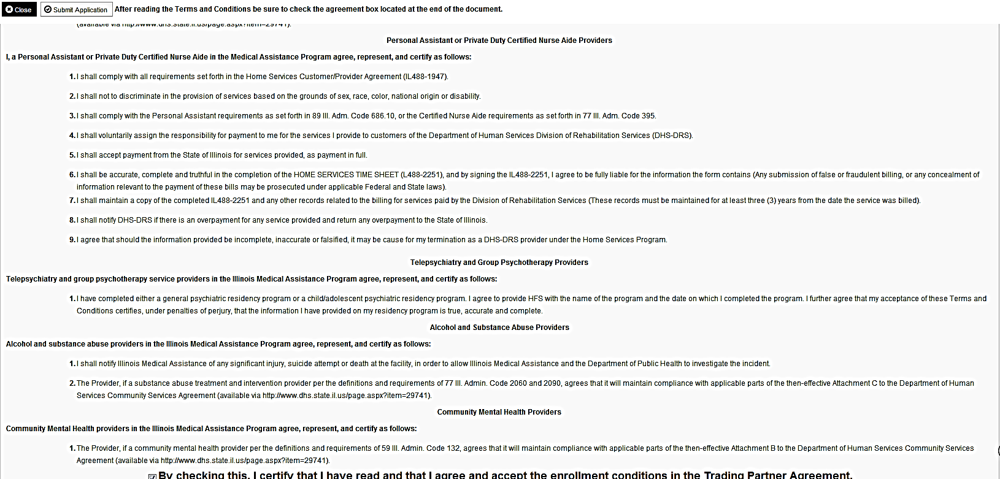 Close Submit Application After reading the Terms and Conditions be sure to check the agreement box located at the end of the document.
(available via http://www.dhs.state.il.us/page.aspx?item=29741).
Personal Assistant or Private Duty Certified Nurse Aide Providers
I, a Personal Assistant or Private Duty Certified Nurse Aide in the Medical Assistance Program agree, represent, and certify as follows:
1. I shall comply with all requirements set forth in the Home Services Customer/Provider Agreement (IL488-1947).
2. I shall not to discriminate in the provision of services based on the grounds of sex, race, color, national origin or disability.
3. I shall comply with the Personal Assistant requirements as set forth in 89 Ill. Adm. Code 686.10, or the Certified Nurse Aide requirements as set forth in 77 Ill. Adm. Code 395.
4. I shall voluntarily assign the responsibility for payment to me for the services I provide to customers of the Department of Human Services Division of Rehabilitation Services (DHS-DRS).
5. I shall accept payment from the State of Illinois for services provided, as payment in full.
6. I shall be accurate, complete and truthful in the completion of the HOME SERVICES TIME SHEET (L488-2251), and by signing the IL488-2251, I agree to be fully liable for the information the form contains (Any submission of false or fraudulent billing, or any concealment of
information relevant to the payment of these bills may be prosecuted under applicable Federal and State laws).
7. I shall maintain a copy of the completed IL488-2251 and any other records related to the billing for services paid by the Division of Rehabilitation Services (These records must be maintained for at least three (3) years from the date the service was billed).
8. I shall notify DHS-DRS if there is an overpayment for any service provided and return any overpayment to the State of Illinois.
9. I agree that should the information provided be incomplete, inaccurate or falsified, it may be cause for my termination as a DHS-DRS provider under the Home Services Program.
Telepsychiatry and Group Psychotherapy Providers
Telepsychiatry and group psychotherapy service providers in the Illinois Medical Assistance Program agree, represent, and certify as follows:
1. I have completed either a general psychiatric residency program or a child/adolescent psychiatric residency program. I agree to provide HFS with the name of the program and the date on which I completed the program. I further agree that my acceptance of these Terms and
Conditions certifies, under penalties of perjury, that the information I have provided on my residency program is true, accurate and complete.
Alcohol and Substance Abuse Providers
Alcohol and substance abuse providers in the Illinois Medical Assistance Program agree, represent, and certify as follows:
1. I shall notify Illinois Medical Assistance of any significant injury, suicide attempt or death at the facility, in order to allow Illinois Medical Assistance and the Department of Public Health to investigate the incident.
2. The Provider, if a substance abuse treatment and intervention provider per the definitions and requirements of 77 Ill. Admin. Code 2060 and 2090, agrees that it will maintain compliance with applicable parts of the then-effective Attachment C to the Department of Human
Services Community Services Agreement (available via http://www.dhs.state.il.us/page.aspx?item=29741).
Community Mental Health Providers
Community Mental Health providers in the Illinois Medical Assistance Program agree, represent, and certify as follows:
1. The Provider, if a community mental health provider per the definitions and requirements of 59 Ill. Admin. Code 132, agrees that it will maintain compliance with applicable parts of the then-effective Attachment B to the Department of Human Services Community Services
Agreement (available via http://www.dhs.state.il.us/page.aspx?item=29741).
By checking this, I certify that I have read and that I agree and accept the enrollment conditions in the Trading Partner Agreement.